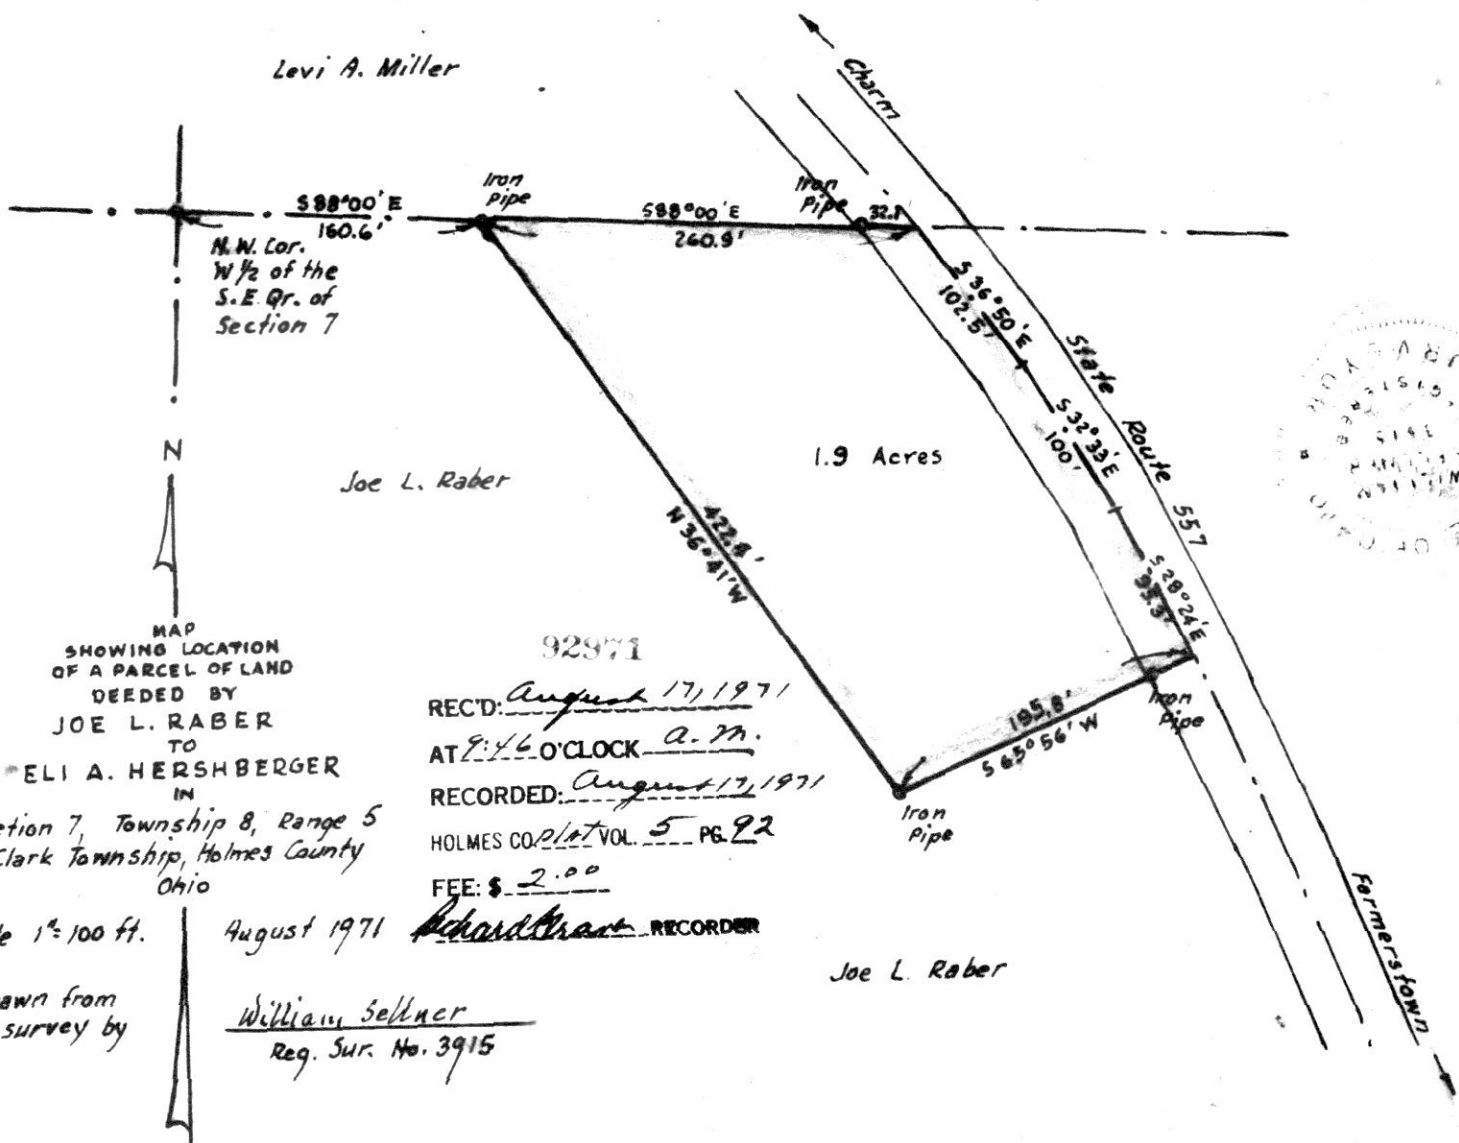 Levi A. Miller
Charm
Iron
pipe
Iron
Pipe
S88°00'E
160.6'
S88°00'E
260.9'
32.8
N.W. Cor.
W ½ of the
S.E. Qr. of
Section 7
S 36°50'E
102.5'
State Route 557
S 32°33'E
100'
N
Joe L. Raber
1.9 Acres
422.4'
N 36°41'W
S 28°24'E
95.3'
MAP
SHOWING LOCATION
OF A PARCEL OF LAND
DEEDED BY
JOE L. RABER
TO
ELI A. HERSHBERGER
IN
ction 7, Township 8, Range 5
Clark Township, Holmes County
Ohio
92971
REC'D: August 17, 1971
AT 9:46 O'CLOCK a.m.
RECORDED: August 17, 1971
HOLMES CO Plat VOL. 5 PG. 92
FEE: $ 2.00
RECORDER
195.8'
S 65°56' W
Iron
Pipe
Iron
Pipe
e 1"=100 ft.
August 1971
Joe L. Raber
Farmerstown
awn from
survey by
William Sellner
Reg. Sur. No. 3915